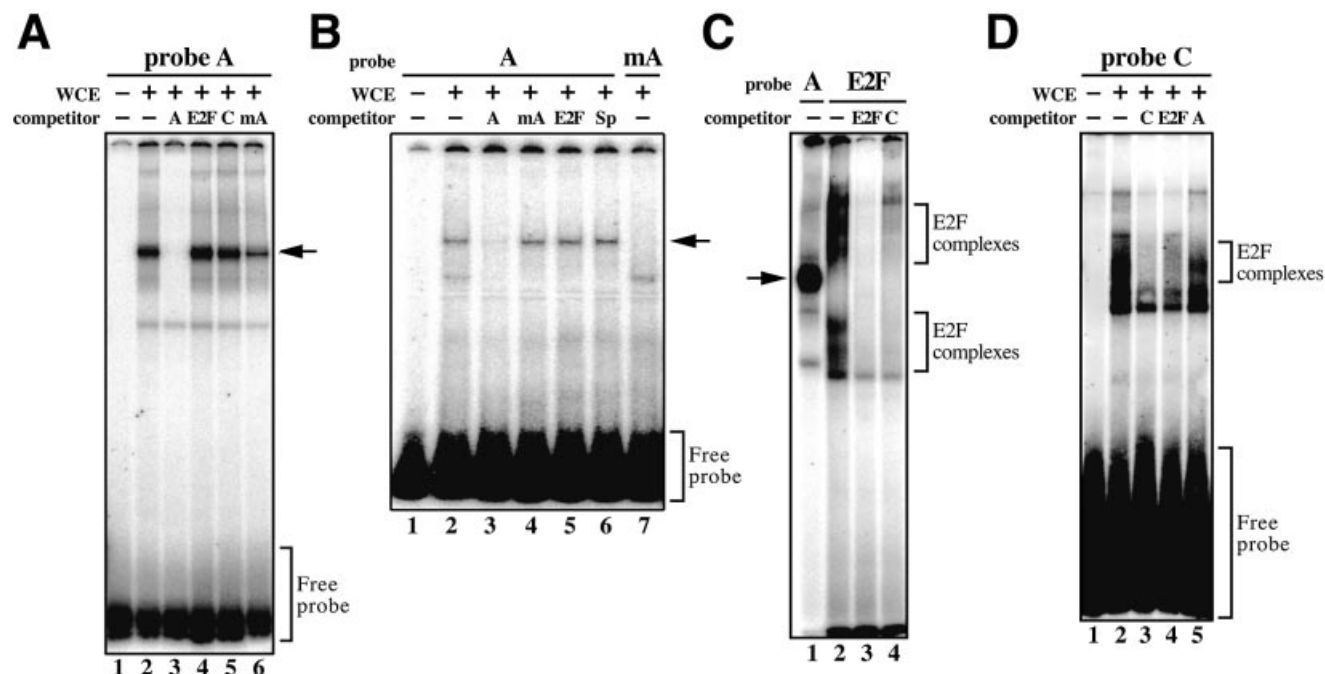 A
probe A
WCE – + + + + +
competitor – – A E2F C mA
Free probe
1 2 3 4 5 6
B
probe A mA
WCE – + + + + + +
competitor – – A mA E2F Sp –
Free probe
1 2 3 4 5 6 7
C
probe A E2F
competitor – – E2F C
E2F complexes
E2F complexes
1 2 3 4
D
probe C
WCE – + + + +
competitor – – C E2F A
E2F complexes
Free probe
1 2 3 4 5